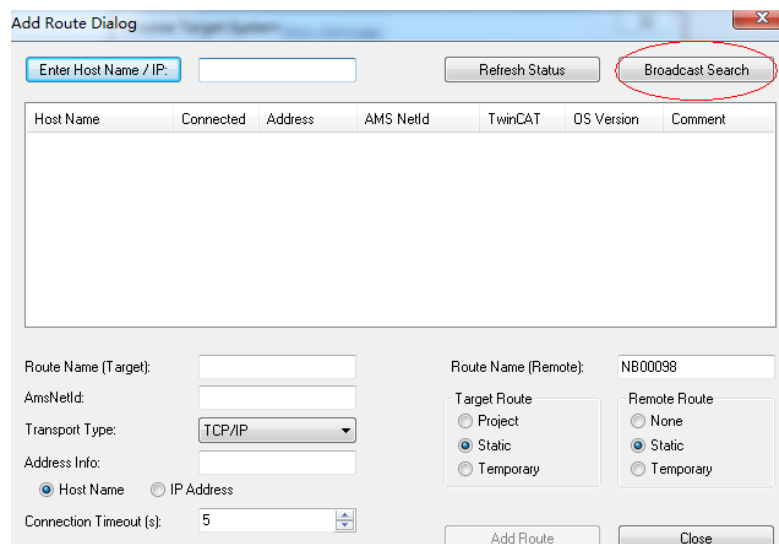 Add Route Dialog
Enter Host Name / IP: Refresh Status Broadcast Search
Host Name Connected Address AMS NetId TwinCAT OS Version Comment
Route Name (Target): Route Name (Remote): NB00098
AmsNetId: Target Route Remote Route
Transport Type: TCP/IP Project None
Static Static
Address Info: Temporary Temporary
Host Name IP Address
Connection Timeout (s): 5
Add Route Close